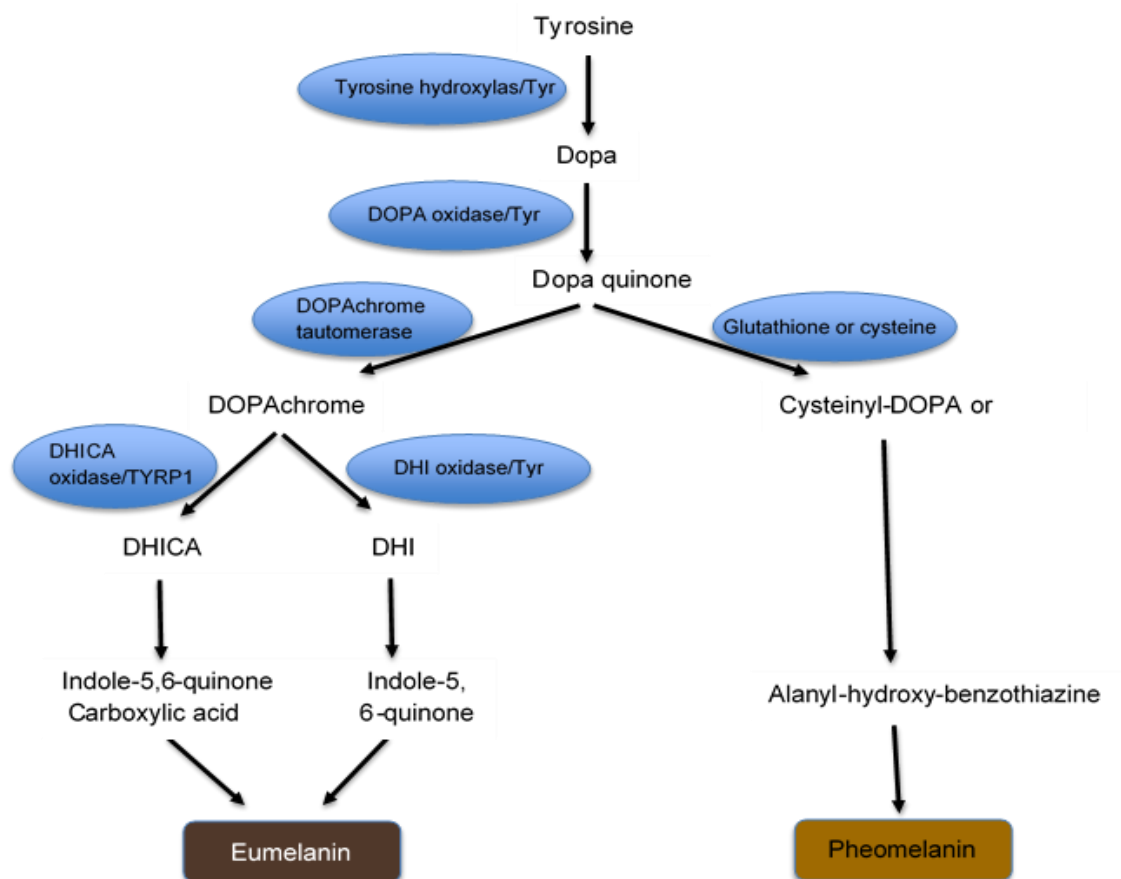 Tyrosine
Tyrosine hydroxylas/Tyr
Dopa
DOPA oxidase/Tyr
Dopa quinone
DOPAchrome
tautomerase
Glutathione or cysteine
DOPAchrome
Cysteinyl-DOPA or
DHICA
oxidase/TYRP1
DHI oxidase/Tyr
DHICA
DHI
Indole-5,6-quinone
Carboxylic acid
Indole-5,
6-quinone
Alanyl-hydroxy-benzothiazine
Eumelanin
Pheomelanin